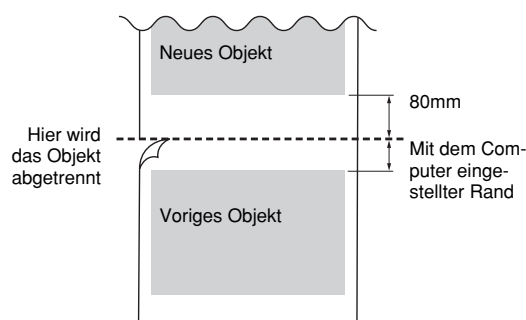 Neues Objekt
80mm
Hier wird
das Objekt
abgetrennt
Mit dem Com-
puter einge-
stellter Rand
Voriges Objekt